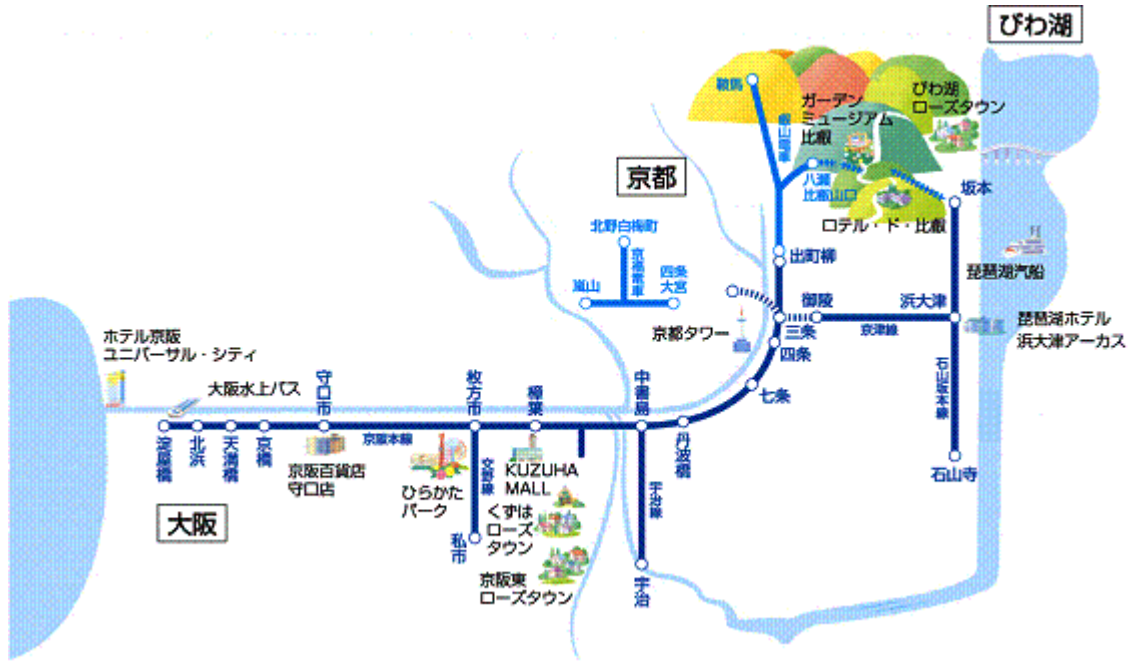 びわ湖
鞍馬
ガーデン
ミュージアム
比叡
びわ湖
ローズタウン
叡山電車
京都
八瀬
比叡山口
坂本
ロテル・ド・比叡
北野白梅町
京福電車
嵐山
四条
大宮
出町柳
琵琶湖汽船
御陵
浜大津
三条
京津線
京都タワー
四条
琵琶湖ホテル
浜大津アーカス
ホテル京阪
ユニバーサル・シティ
大阪水上バス
守口市
枚方市
樟葉
中書島
七条
石山坂本線
淀屋橋
北浜
天満橋
京橋
京阪本線
丹波橋
京阪百貨店
守口店
ひらかた
パーク
交野線
KUZUHA
MALL
宇治線
石山寺
大阪
くずは
ローズ
タウン
私市
京阪東
ローズタウン
宇治